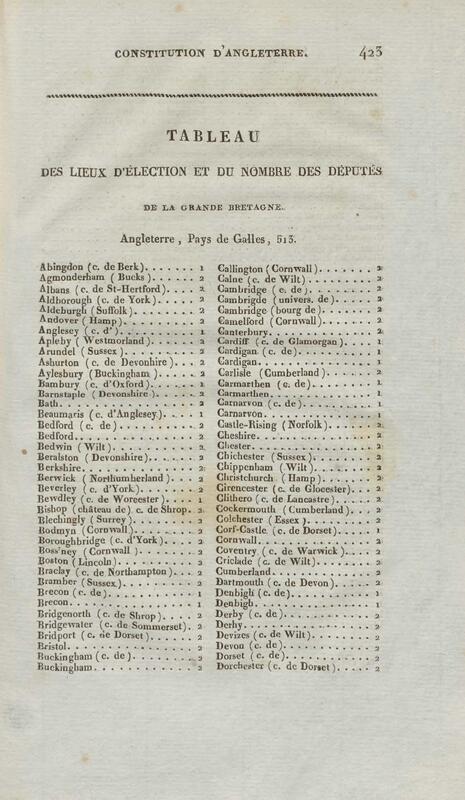 CONSTITUTION D'ANGLETERRE. 423
TABLEAU
DES LIEUX D'ÉLECTION ET DU NOMBRE DES DÉPUTÉS
DE LA GRANDE BRETAGNE.
Angleterre, Pays de Galles, 513.
Abingdon (c. de Berk)....... 1
Agmonderham ( Bucks )...... 2
Albans ( c. de St-Hertford)..... 2
Aldborough ( c. de York)..... 2
Aldeburgh (Suffolk)........ 2
Andover ( Hamp )......... 2
Anglesey ( c. d' )........... 1
Apleby ( Westmorland)...... 2
Arundel ( Sussex )......... 2
Ashurton ( c. de Devonshire ).. 2
Aylesbury (Buckingham ).... 2
Bambury ( c. d'Oxford)..... 1
Barnstaple ( Devonshire )..... 2
Bath................. 2
Beaumaris ( c. d'Anglesey.).... 1
Bedford ( c. de )........... 2
Bedford............... 2
Bedwin ( Wilt )........... 2
Beralston ( Devonshire)...... 2
Berkshire............... 2
Berwick ( Northumberland ).... 2
Beverley ( c. d'York)....... 2
Bewdley ( c. de Worcester )... 1
Bishop (château de) c. de Shrop. 2
Blechingly ( Surrey )........ 2
Bodmyn ( Cornwall)........ 2
Boroughbridge ( c. d'York).... 2
Boss'ney ( Cornwall )....... 2
Boston ( Lincoln).......... 2
Braclay ( c. de Northampton).. 2
Bramber ( Sussex).......... 2
Brecon ( c. de )............ 1
Brecon................ 1
Bridgenorth ( c. de Shrop ).... 2
Bridgewater ( c. de Somerset). 2
Bridport ( c. de Dorset)..... 2
Bristol................ 2
Buckingham ( c. de )........ 2
Buckingham............. 2
Callington ( Cornwall )....... 2
Calne ( c. de Wilt )......... 2
Cambridge ( c. de )......... 2
Cambrigde ( univers. de )..... 2
Cambridge ( bourg de )...... 2
Camelford ( Cornwall )...... 2
Canterbury.............. 2
Cardiff ( c. de Glamorgan )... 1
Cardigan ( c. de )........... 1
Cardigan............... 1
Carlisle ( Cumberland )...... 2
Carmarthen ( c. de )........ 1
Carmarthen............. 1
Carnarvon ( c. de )......... 1
Carnarvon.............. 1
Castle-Rising ( Norfolk )..... 2
Cheshire............... 2
Chester................ 2
Chichester ( Sussex )........ 2
Chippenham ( Wilt )........ 2
Christchurch ( Hamp )....... 2
Cirencester ( c. de Glocester).. 2
Clithero ( c. de Lancastre ).... 2
Cockermouth ( Cumberland).. 2
Colchester ( Essex )......... 2
Corf-Castle. ( c. de Dorset).... 2
Cornwall............... 2
Coventry ( c. de Warwick )... 2
Criclade ( c. de Wilt)....... 2
Cumberland............. 2
Dartmouth ( c. de Devon).... 2
Denbigh ( c. de)........... 1
Denbigh............... 1
Derby ( c. de )............ 2
Derby................. 2
Devizes ( c. de Wilt)........ 2
Devon ( c. de)............ 2
Dorset ( c. de)............ 2
Dorchester ( c. de Dorset).... 2